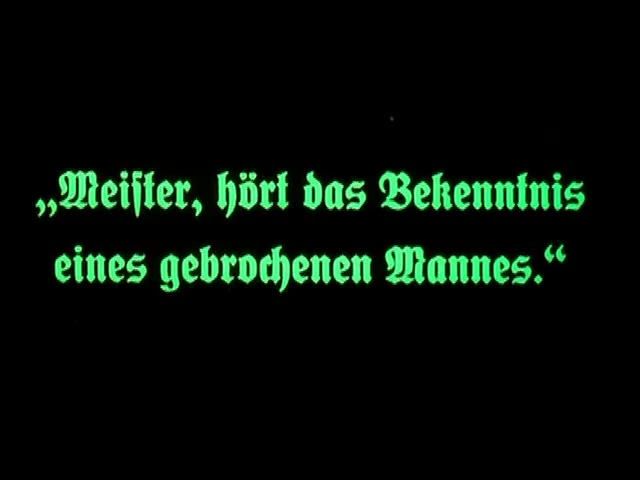 „Meiſter, hört das Bekenntnis
eines gebrochenen Mannes.“